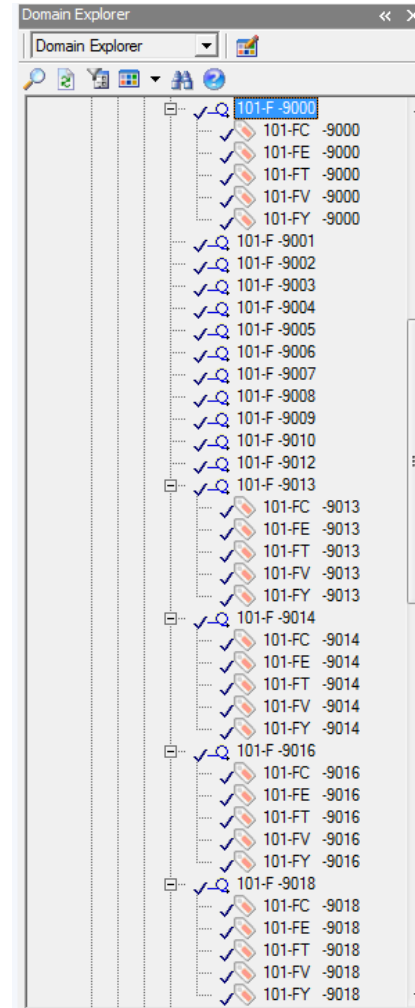 Domain Explorer
Domain Explorer
101-F -9000
101-FC -9000
101-FE -9000
101-FT -9000
101-FV -9000
101-FY -9000
101-F -9001
101-F -9002
101-F -9003
101-F -9004
101-F -9005
101-F -9006
101-F -9007
101-F -9008
101-F -9009
101-F -9010
101-F -9012
101-F -9013
101-FC -9013
101-FE -9013
101-FT -9013
101-FV -9013
101-FY -9013
101-F -9014
101-FC -9014
101-FE -9014
101-FT -9014
101-FV -9014
101-FY -9014
101-F -9016
101-FC -9016
101-FE -9016
101-FT -9016
101-FV -9016
101-FY -9016
101-F -9018
101-FC -9018
101-FE -9018
101-FT -9018
101-FV -9018
101-FY -9018